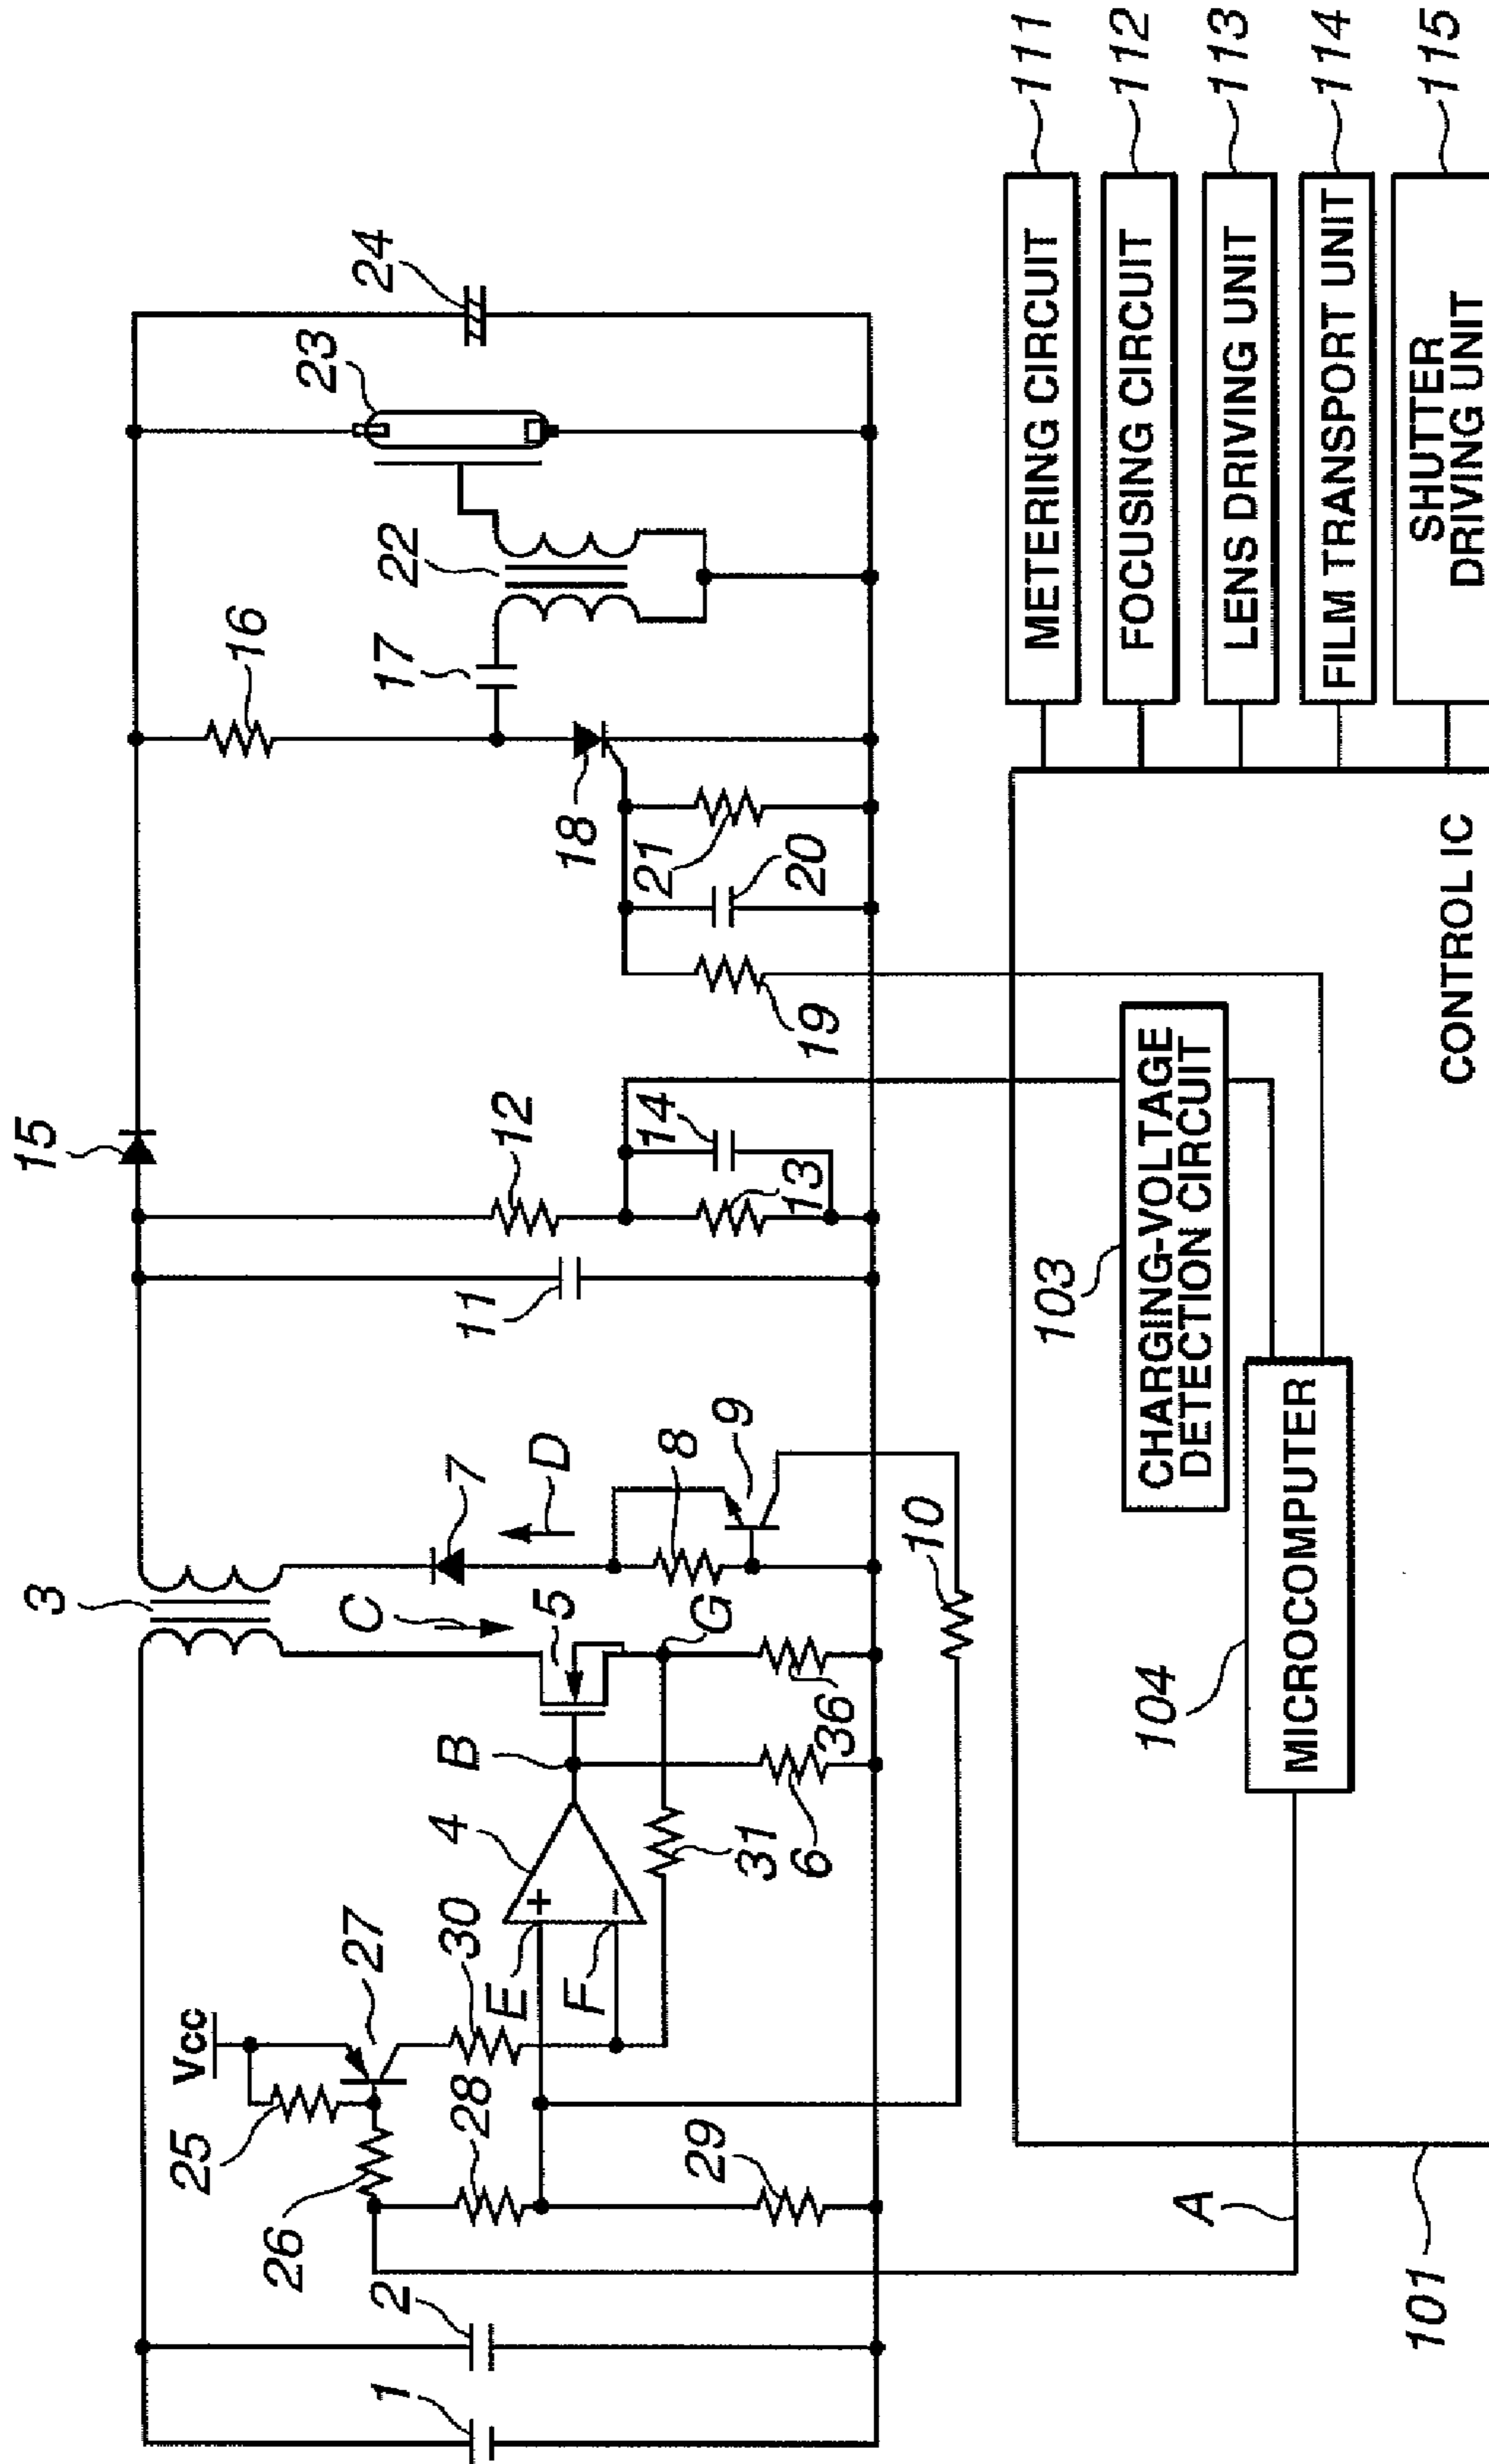 3
15
16
24
23
22
17
Vcc
27
25
26
28
30
E
F
4
B
C
5
7
D
G
8
9
12
11
14
13
18
21
20
19
1
2
29
31
6
36
10
A
101
104
MICROCOMPUTER
103
CHARGING-VOLTAGE
DETECTION CIRCUIT
CONTROL IC
METERING CIRCUIT
111
FOCUSING CIRCUIT
112
LENS DRIVING UNIT
113
FILM TRANSPORT UNIT
114
SHUTTER
DRIVING UNIT
115
+
−